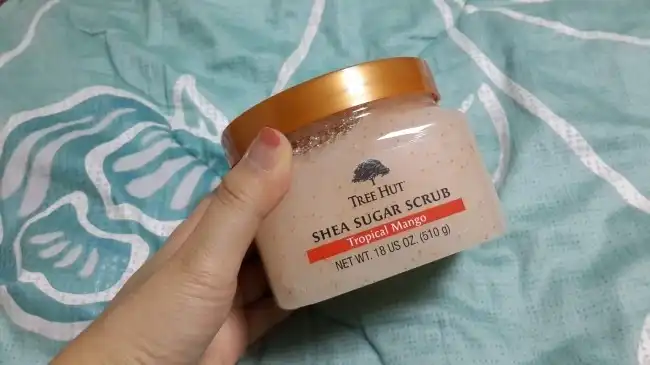 TREE HUT
SHEA SUGAR SCRUB
Tropical Mango
NET WT. 18 US OZ. (510 g)